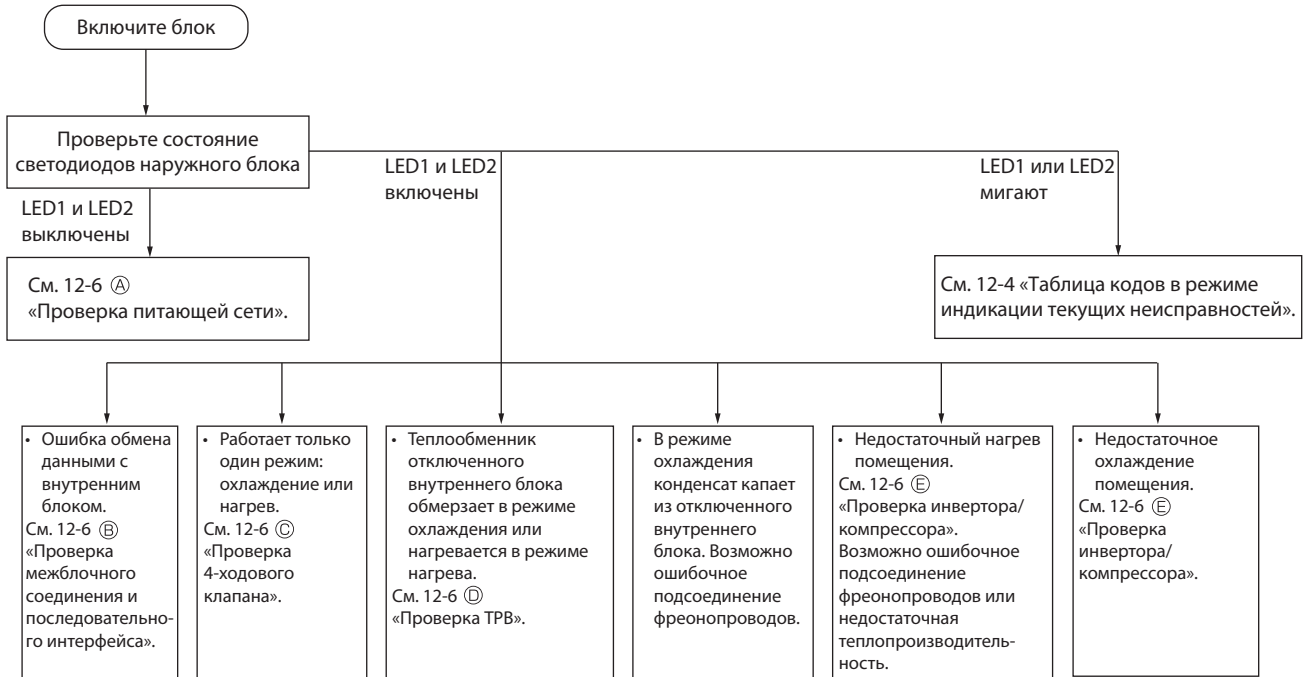 Включите блок
Проверьте состояние
светодиодов наружного блока
LED1 и LED2
включены
LED1 или LED2
мигают
LED1 и LED2
выключены
См. 12-6 Ⓐ
«Проверка питающей сети».
См. 12-4 «Таблица кодов в режиме
индикации текущих неисправностей».
• Ошибка обмена
данными с
внутренним
блоком.
См. 12-6 Ⓑ
«Проверка
межблочного
соединения и
последовательно-
го интерфейса».
• Работает только
один режим:
охлаждение или
нагрев.
См. 12-6 Ⓒ
«Проверка
4-ходового
клапана».
• Теплообменник
отключенного
внутреннего блока
обмерзает в режиме
охлаждения или
нагревается в режиме
нагрева.
См. 12-6 Ⓓ
«Проверка ТРВ».
• В режиме
охлаждения
конденсат капает
из отключенного
внутреннего
блока. Возможно
ошибочное
подсоединение
фреонопроводов.
• Недостаточный нагрев
помещения.
См. 12-6 Ⓔ
«Проверка инвертора/
компрессора».
Возможно ошибочное
подсоединение
фреонопроводов или
недостаточная
теплопроизводитель-
ность.
• Недостаточное
охлаждение
помещения.
См. 12-6 Ⓔ
«Проверка
инвертора/
компрессора».